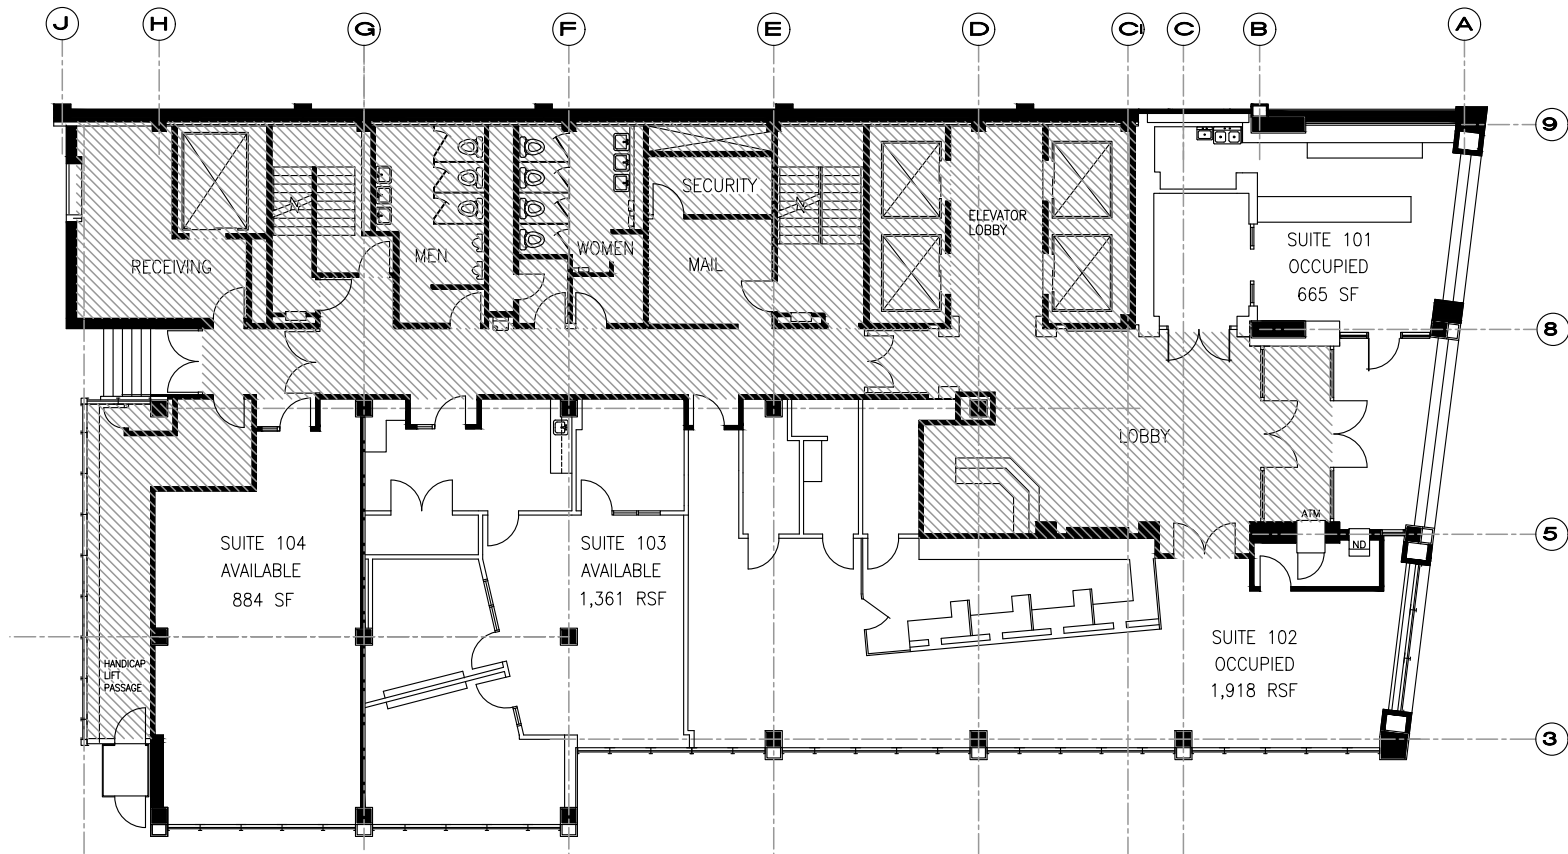 J H G F E D C1 C B A
9
SECURITY
ELEVATOR
LOBBY
SUITE 101
OCCUPIED
665 SF
RECEIVING
MEN
WOMEN
MAIL
8
LOBBY
ATM
5
ND
SUITE 104
AVAILABLE
884 SF
SUITE 103
AVAILABLE
1,361 RSF
SUITE 102
OCCUPIED
1,918 RSF
HANDICAP
LIFT
PASSAGE
3